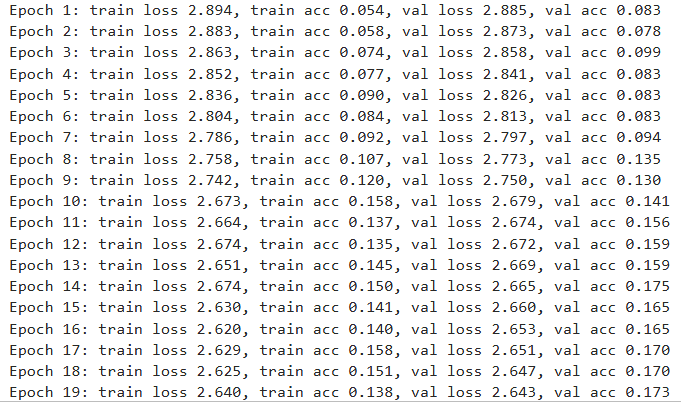 Epoch 1: train loss 2.894, train acc 0.054, val loss 2.885, val acc 0.083
Epoch 2: train loss 2.883, train acc 0.058, val loss 2.873, val acc 0.078
Epoch 3: train loss 2.863, train acc 0.074, val loss 2.858, val acc 0.099
Epoch 4: train loss 2.852, train acc 0.077, val loss 2.841, val acc 0.083
Epoch 5: train loss 2.836, train acc 0.090, val loss 2.826, val acc 0.083
Epoch 6: train loss 2.804, train acc 0.084, val loss 2.813, val acc 0.083
Epoch 7: train loss 2.786, train acc 0.092, val loss 2.797, val acc 0.094
Epoch 8: train loss 2.758, train acc 0.107, val loss 2.773, val acc 0.135
Epoch 9: train loss 2.742, train acc 0.120, val loss 2.750, val acc 0.130
Epoch 10: train loss 2.673, train acc 0.158, val loss 2.679, val acc 0.141
Epoch 11: train loss 2.664, train acc 0.137, val loss 2.674, val acc 0.156
Epoch 12: train loss 2.674, train acc 0.135, val loss 2.672, val acc 0.159
Epoch 13: train loss 2.651, train acc 0.145, val loss 2.669, val acc 0.159
Epoch 14: train loss 2.674, train acc 0.150, val loss 2.665, val acc 0.175
Epoch 15: train loss 2.630, train acc 0.141, val loss 2.660, val acc 0.165
Epoch 16: train loss 2.620, train acc 0.140, val loss 2.653, val acc 0.165
Epoch 17: train loss 2.629, train acc 0.158, val loss 2.651, val acc 0.170
Epoch 18: train loss 2.625, train acc 0.151, val loss 2.647, val acc 0.170
Epoch 19: train loss 2.640, train acc 0.138, val loss 2.643, val acc 0.173